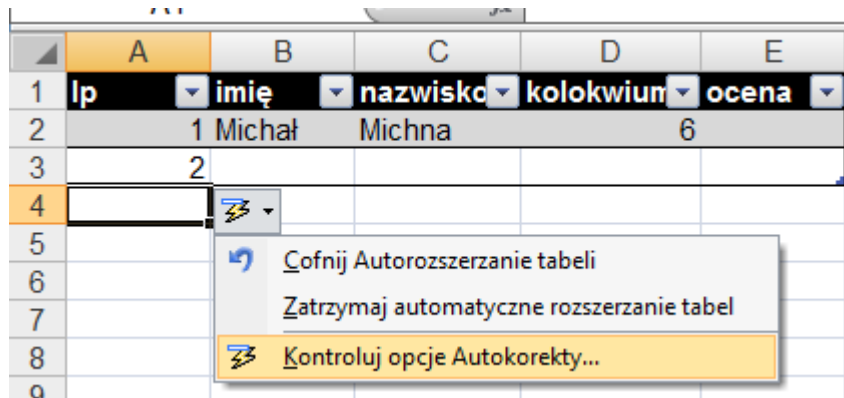 A B C D E
1 lp imię nazwisko kolokwium ocena
2 1 Michał Michna 6
3 2
4
5 Cofnij Autorozszerzanie tabeli
6
7 Zatrzymaj automatyczne rozszerzanie tabel
8 Kontroluj opcje Autokorekty...
9